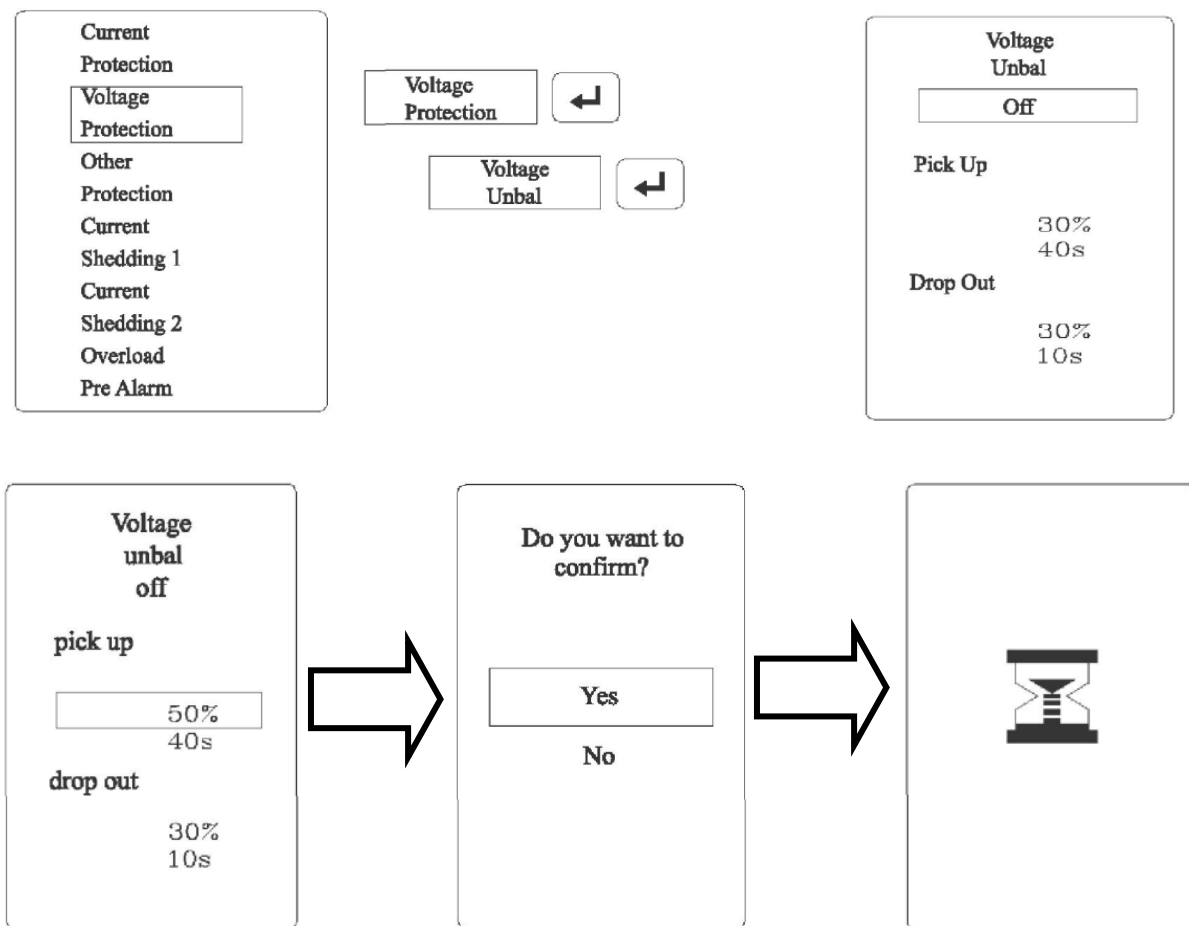 Current
Protection
Voltage
Protection
Other
Protection
Current
Shedding 1
Current
Shedding 2
Overload
Pre Alarm
Voltage
Protection
Voltage
Unbal
Voltage
Unbal
Off
Pick Up
30%
40s
Drop Out
30%
10s
Voltage
unbal
off
pick up
50%
40s
drop out
30%
10s
Do you want to
confirm?
Yes
No